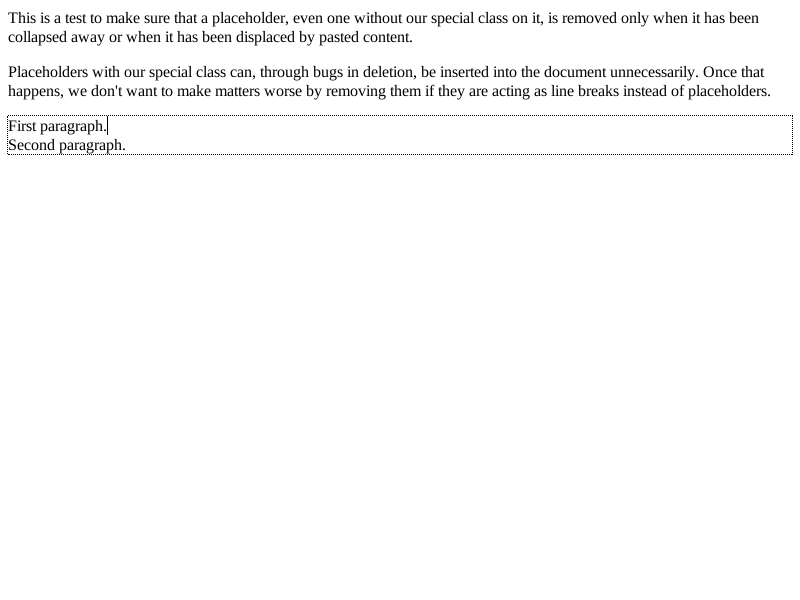 This is a test to make sure that a placeholder, even one without our special class on it, is removed only when it has been
collapsed away or when it has been displaced by pasted content.
Placeholders with our special class can, through bugs in deletion, be inserted into the document unnecessarily. Once that
happens, we don't want to make matters worse by removing them if they are acting as line breaks instead of placeholders.
First paragraph.
Second paragraph.